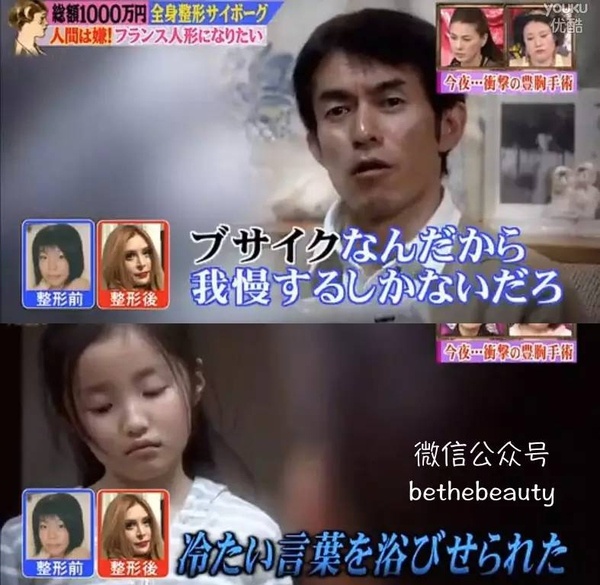 youku
优酷
総額1000万円 全身整形サイボーグ
人間は嫌!フランス人形になりたい
今夜…衝撃の豊胸手術
ブサイクなんだから
我慢するしかないだろ
整形前 整形後
今夜…衝撃の豊胸手術
微信公众号
bethebeauty
冷たい言葉を浴びせられた
整形前 整形後